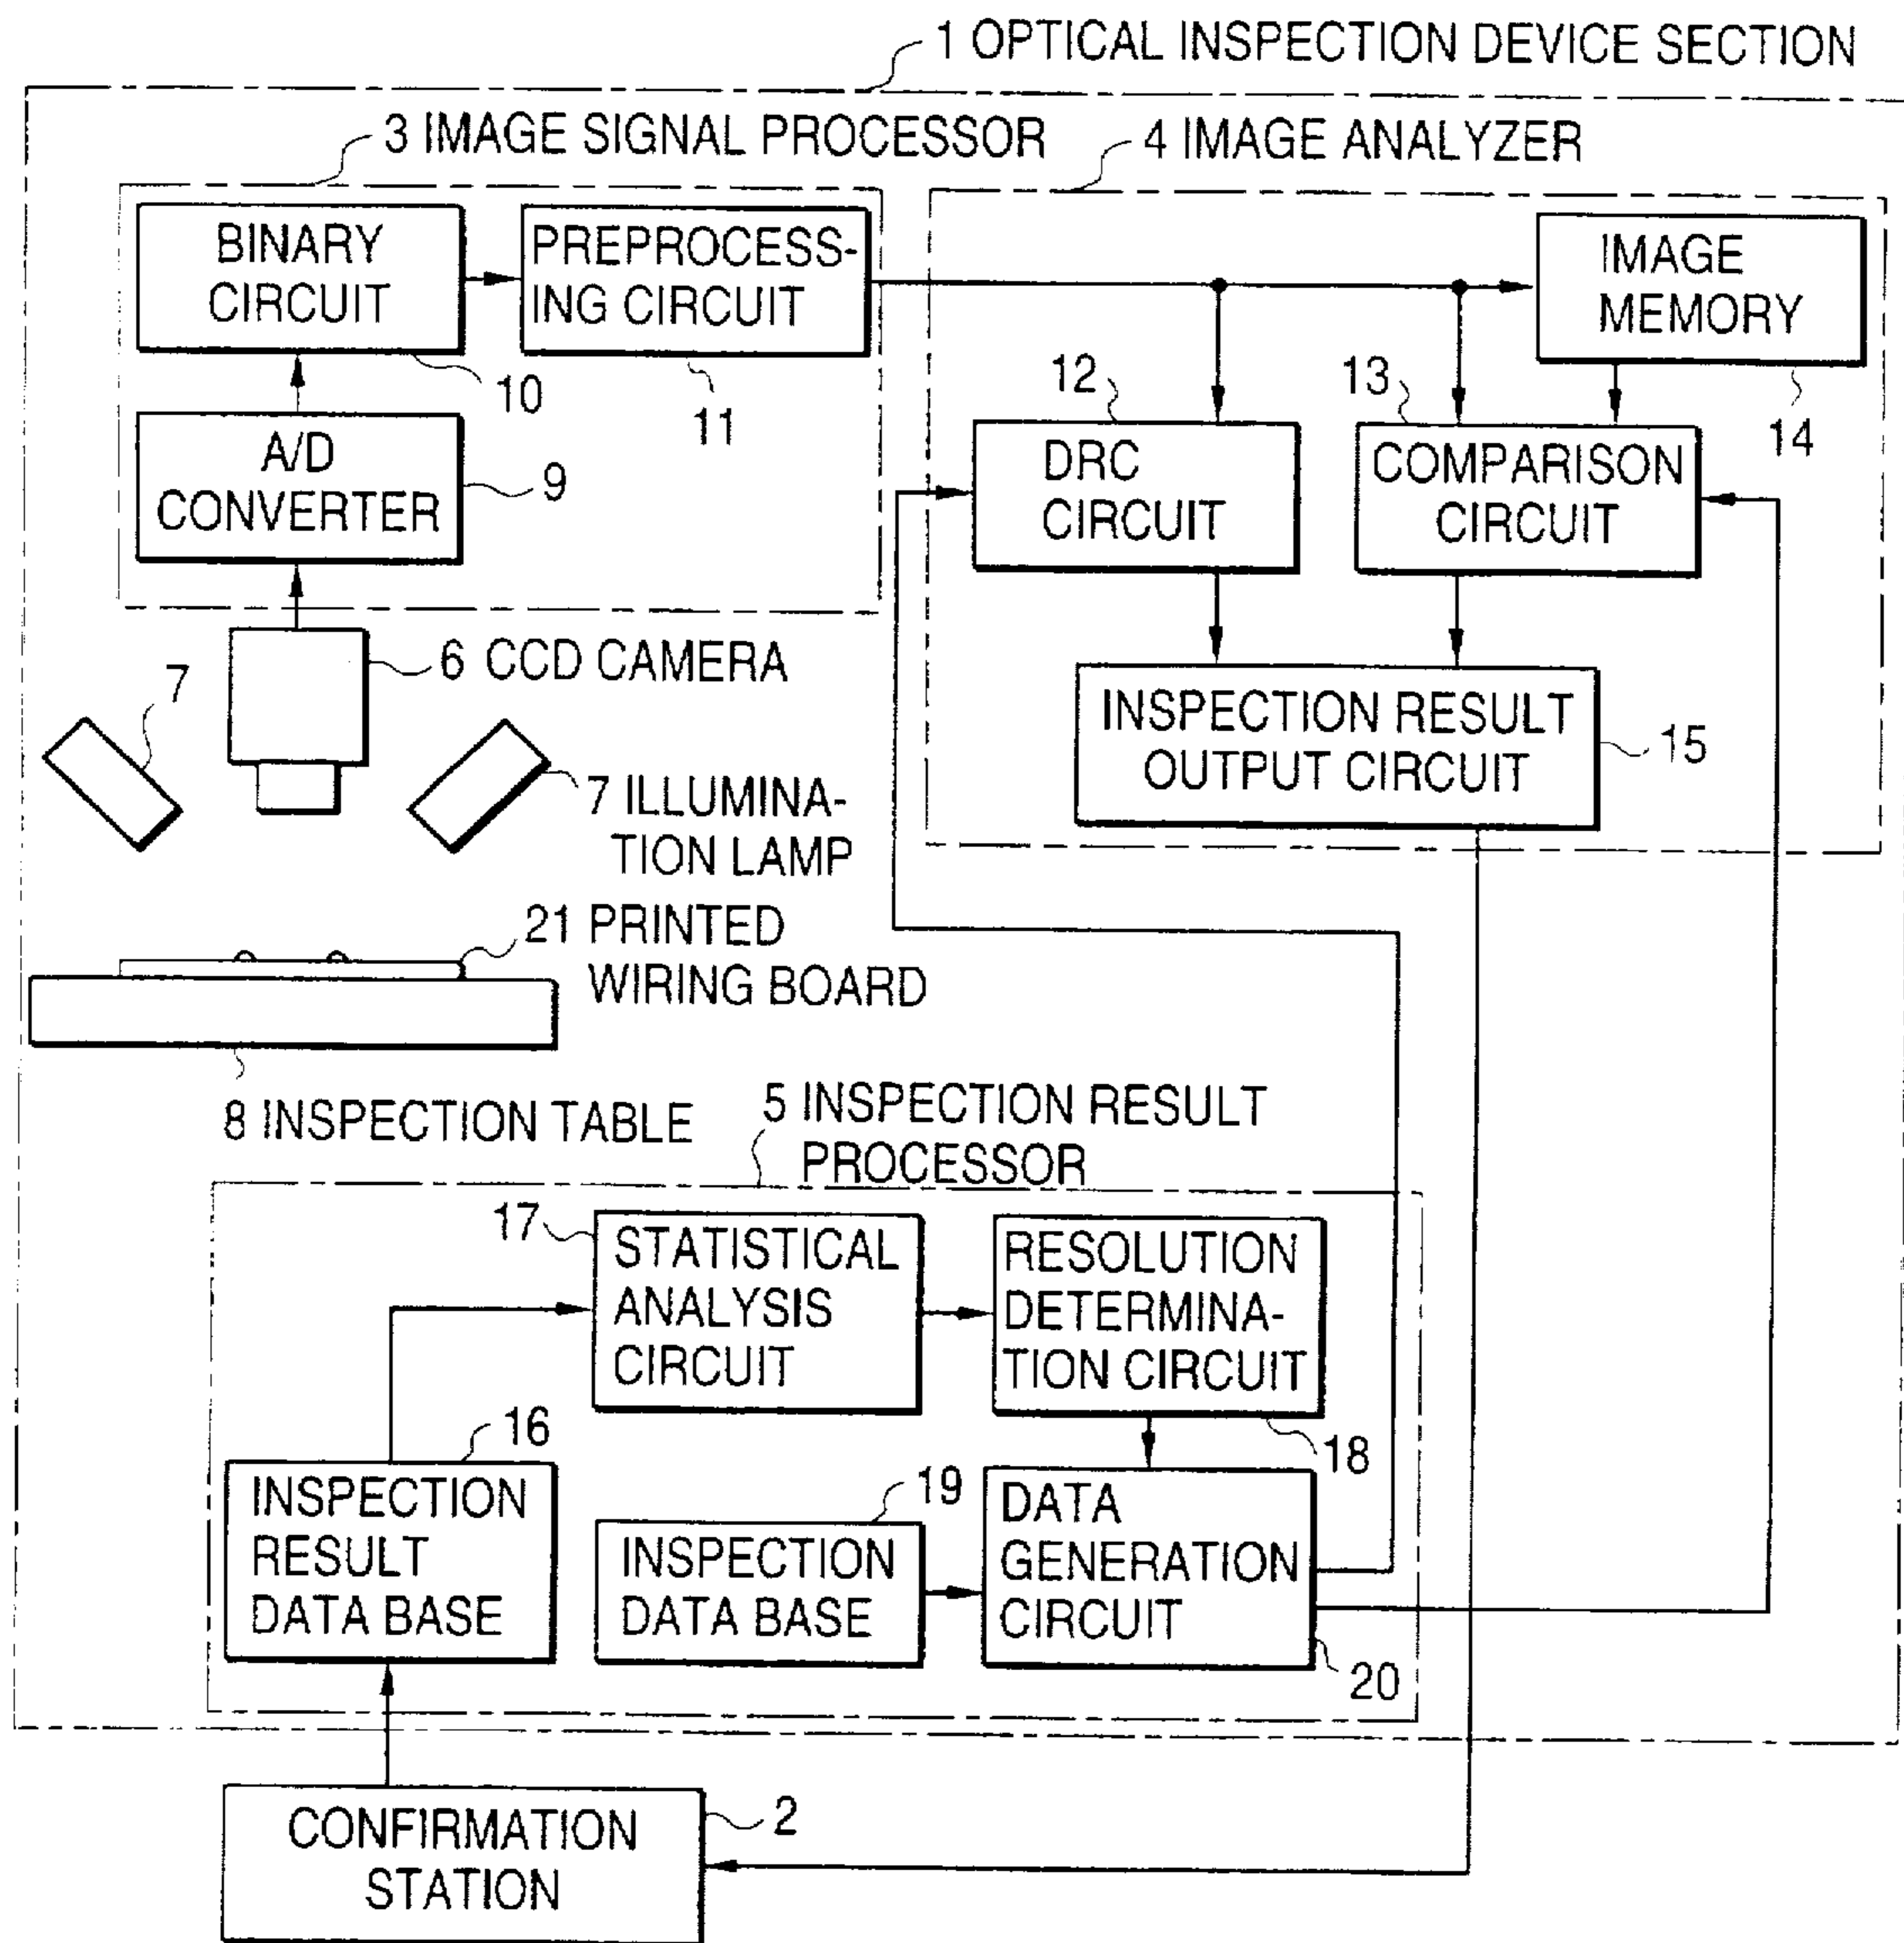 1 OPTICAL INSPECTION DEVICE SECTION
3 IMAGE SIGNAL PROCESSOR
4 IMAGE ANALYZER
BINARY
CIRCUIT
10
PREPROCESS-
ING CIRCUIT
11
IMAGE
MEMORY
14
A/D
CONVERTER
9
12
DRC
CIRCUIT
13
COMPARISON
CIRCUIT
6 CCD CAMERA
7
7 ILLUMINA-
TION LAMP
INSPECTION RESULT
OUTPUT CIRCUIT
15
21 PRINTED
WIRING BOARD
8 INSPECTION TABLE
5 INSPECTION RESULT
PROCESSOR
17
STATISTICAL
ANALYSIS
CIRCUIT
RESOLUTION
DETERMINA-
TION CIRCUIT
18
16
INSPECTION
RESULT
DATA BASE
19
INSPECTION
DATA BASE
DATA
GENERATION
CIRCUIT
20
CONFIRMATION
STATION
2